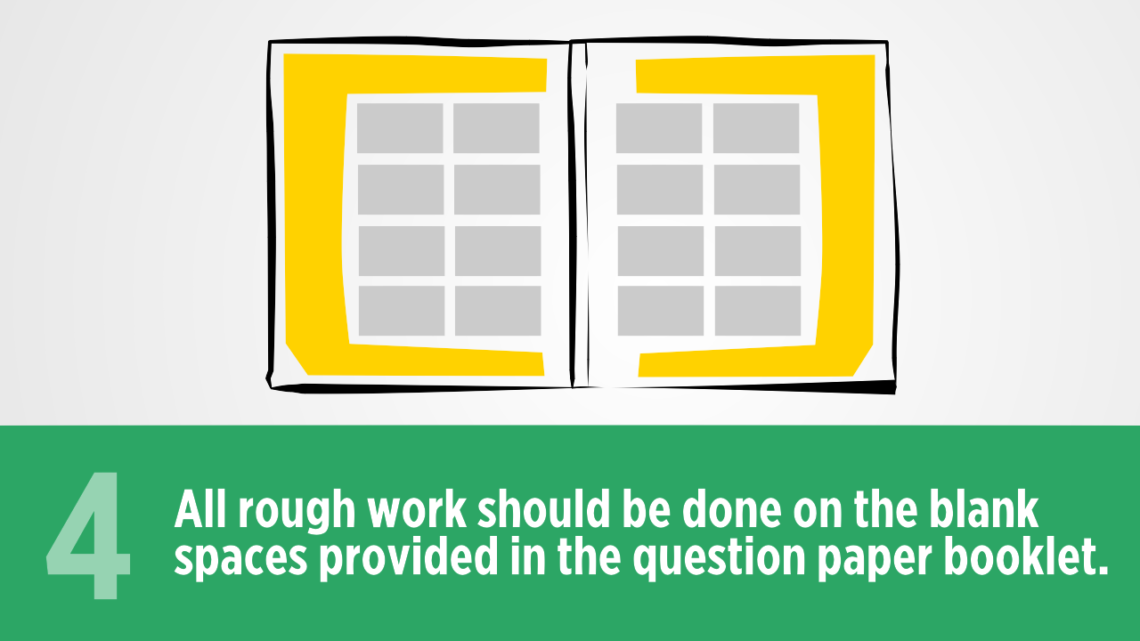 4
All rough work should be done on the blank
spaces provided in the question paper booklet.